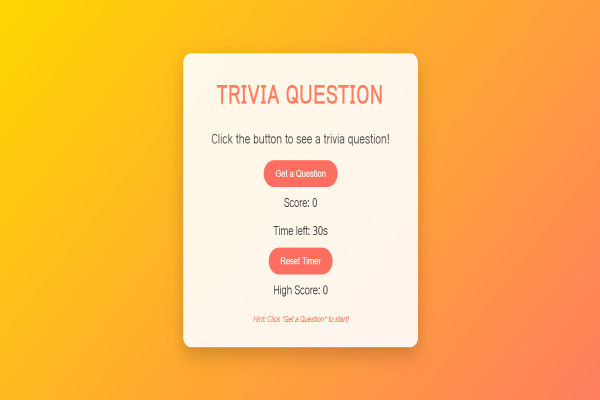 TRIVIA QUESTION
Click the button to see a trivia question!
Get a Question
Score: 0
Time left: 30s
Reset Timer
High Score: 0
Hint: Click "Get a Question" to start!